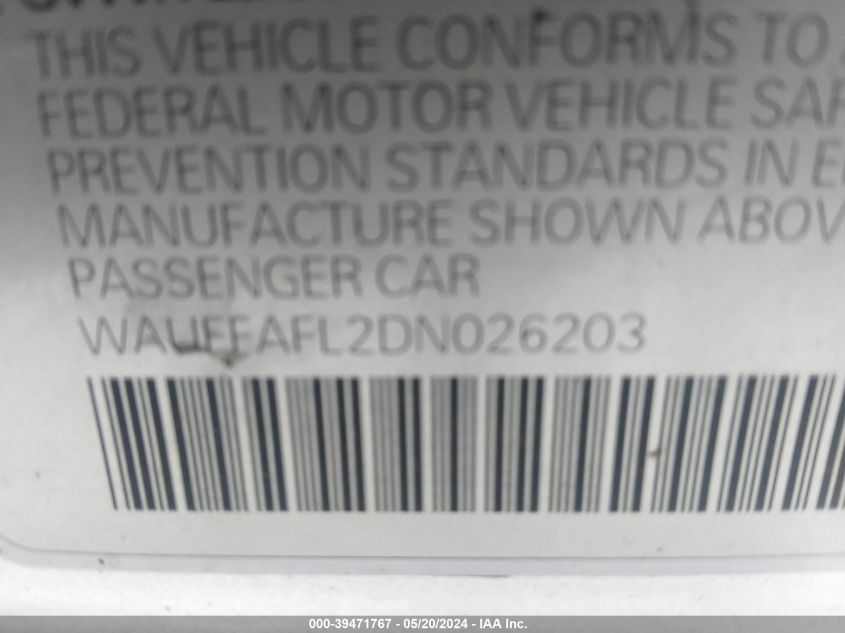 THIS VEHICLE CONFORMS TO A
FEDERAL MOTOR VEHICLE SAF
PREVENTION STANDARDS IN E
MANUFACTURE SHOWN ABOV
PASSENGER CAR
WAUFFAFL2DN026203
000-39471767 - 05/20/2024 - IAA Inc.